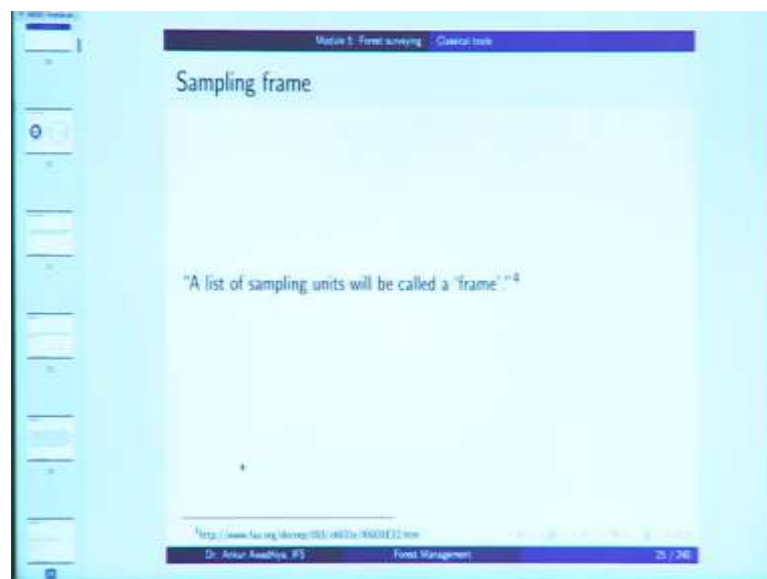 Module 5: Forest surveying Classical tools
Sampling frame
"A list of sampling units will be called a 'frame'."4
Dr. Ankur Awadhiya, IFS Forest Management 25 / 240